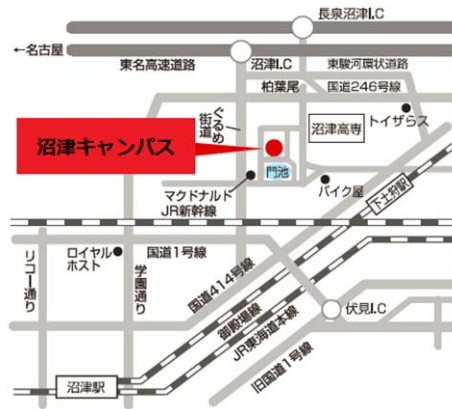 長泉沼津I.C
←名古屋
東名高速道路
沼津I.C
東駿河環状道路
柏葉尾
国道246号線
ぐるめ
街道
トイザらス
沼津高専
沼津キャンパス
門池
マクドナルド
バイク屋
下土狩駅
JR新幹線
ロイヤル
ホスト
国道1号線
リコー通り
学園通り
国道414号線
御殿場線
JR東海道本線
伏見I.C
旧国道1号線
沼津駅